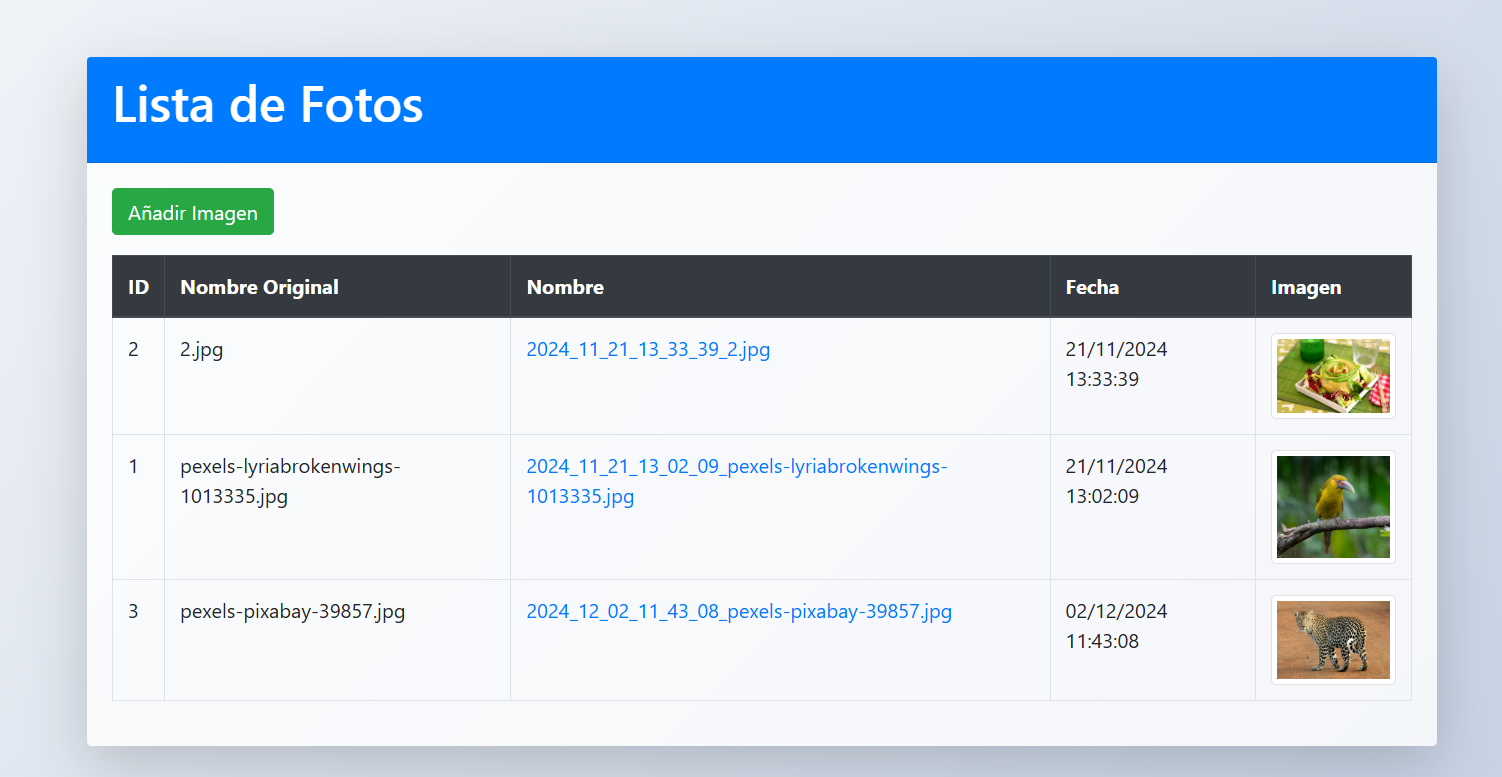 Lista de Fotos
Añadir Imagen
ID Nombre Original Nombre Fecha Imagen
2 2.jpg 2024_11_21_13_33_39_2.jpg 21/11/2024
13:33:39
1 pexels-lyriabrokenwings- 2024_11_21_13_02_09_pexels-lyriabrokenwings- 21/11/2024
1013335.jpg 1013335.jpg 13:02:09
3 pexels-pixabay-39857.jpg 2024_12_02_11_43_08_pexels-pixabay-39857.jpg 02/12/2024
11:43:08